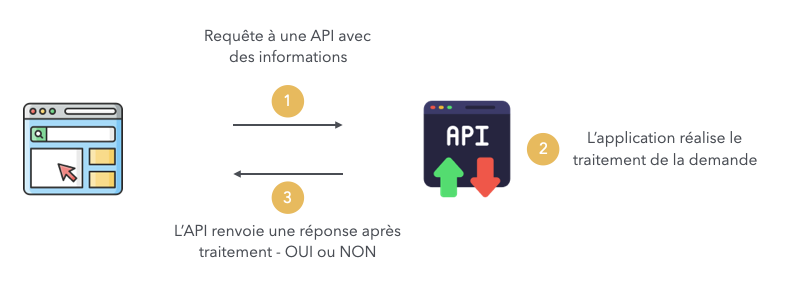 Requête à une API avec
des informations
1
API
2
L’application réalise le
traitement de la demande
3
L’API renvoie une réponse après
traitement - OUI ou NON